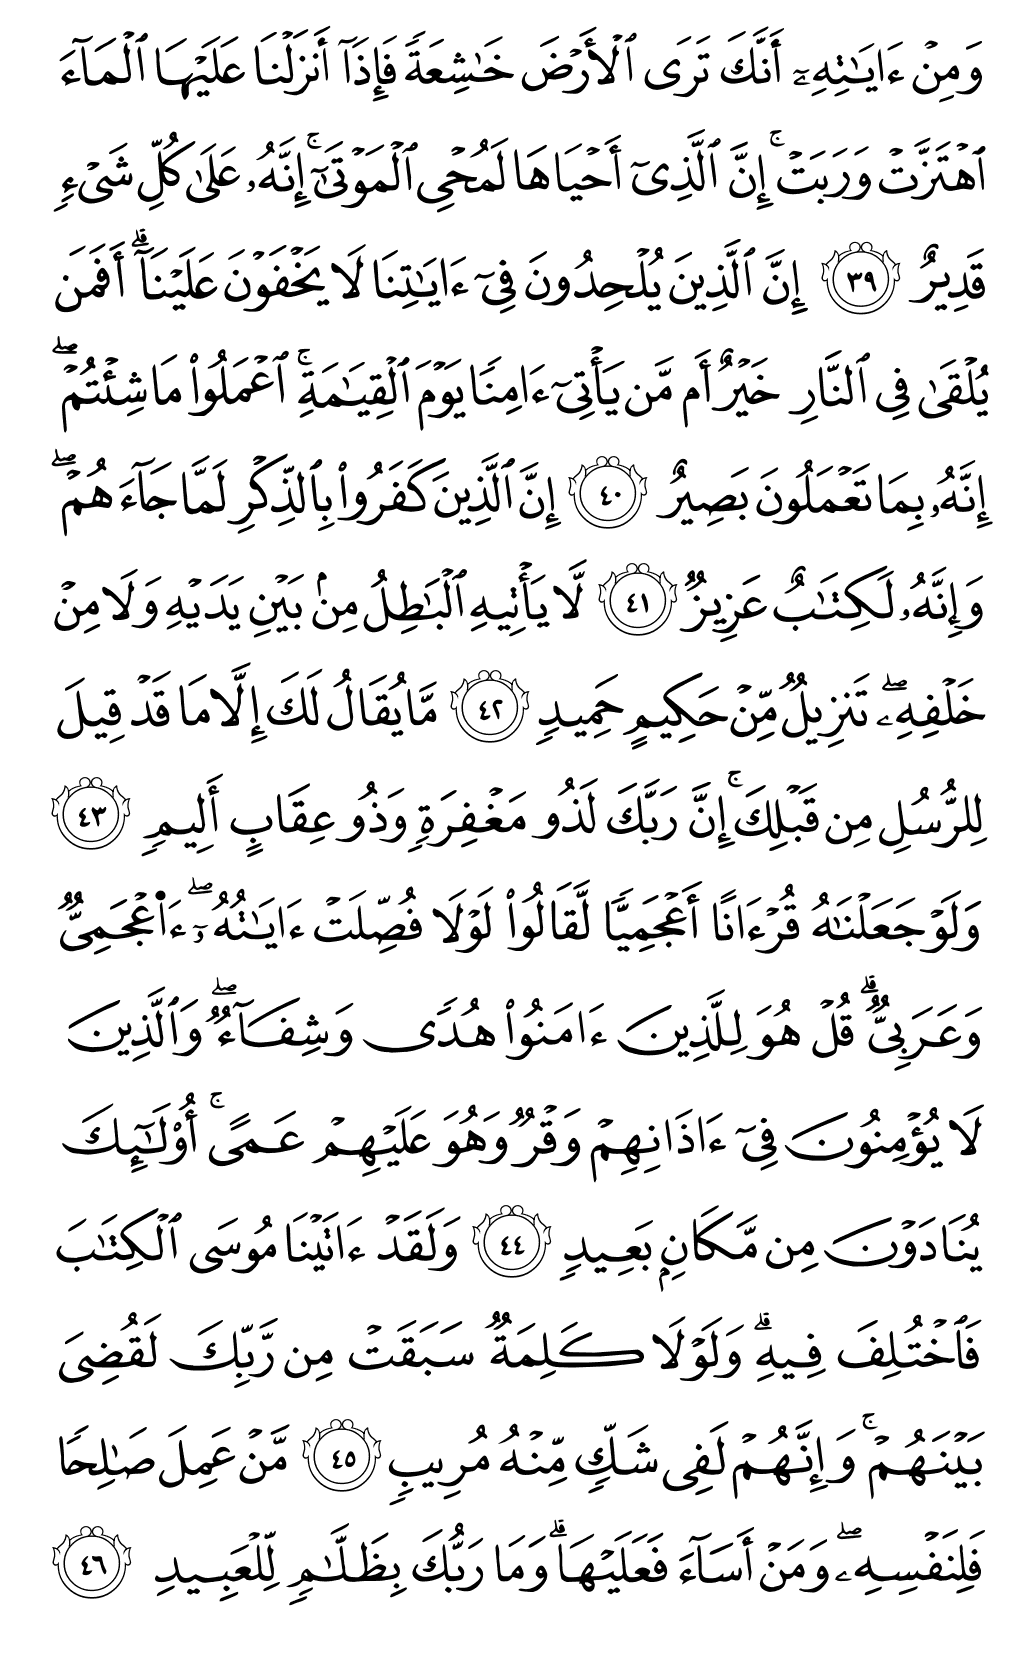 وَمِنْ ءَايَـٰتِهِۦٓ أَنَّكَ تَرَى ٱلْأَرْضَ خَـٰشِعَةً فَإِذَآ أَنزَلْنَا عَلَيْهَا ٱلْمَآءَ
ٱهْتَزَّتْ وَرَبَتْ ۚ إِنَّ ٱلَّذِىٓ أَحْيَاهَا لَمُحْىِ ٱلْمَوْتَىٰٓ ۚ إِنَّهُۥ عَلَىٰ كُلِّ شَىْءٍ
قَدِيرٌ ٣٩ إِنَّ ٱلَّذِينَ يُلْحِدُونَ فِىٓ ءَايَـٰتِنَا لَا يَخْفَوْنَ عَلَيْنَآ ۗ أَفَمَن
يُلْقَىٰ فِى ٱلنَّارِ خَيْرٌ أَم مَّن يَأْتِىٓ ءَامِنًا يَوْمَ ٱلْقِيَـٰمَةِ ۚ ٱعْمَلُوا۟ مَا شِئْتُمْ ۖ
إِنَّهُۥ بِمَا تَعْمَلُونَ بَصِيرٌ ٤٠ إِنَّ ٱلَّذِينَ كَفَرُوا۟ بِٱلذِّكْرِ لَمَّا جَآءَهُمْ ۖ
وَإِنَّهُۥ لَكِتَـٰبٌ عَزِيزٌ ٤١ لَّا يَأْتِيهِ ٱلْبَـٰطِلُ مِنۢ بَيْنِ يَدَيْهِ وَلَا مِنْ
خَلْفِهِۦ ۖ تَنزِيلٌ مِّنْ حَكِيمٍ حَمِيدٍ ٤٢ مَّا يُقَالُ لَكَ إِلَّا مَا قَدْ قِيلَ
لِلرُّسُلِ مِن قَبْلِكَ ۚ إِنَّ رَبَّكَ لَذُو مَغْفِرَةٍ وَذُو عِقَابٍ أَلِيمٍ ٤٣
وَلَوْ جَعَلْنَـٰهُ قُرْءَانًا أَعْجَمِيًّا لَّقَالُوا۟ لَوْلَا فُصِّلَتْ ءَايَـٰتُهُۥٓ ۖ ءَا۬عْجَمِىٌّ
وَعَرَبِىٌّ ۗ قُلْ هُوَ لِلَّذِينَ ءَامَنُوا۟ هُدًى وَشِفَآءٌ ۖ وَٱلَّذِينَ
لَا يُؤْمِنُونَ فِىٓ ءَاذَانِهِمْ وَقْرٌ وَهُوَ عَلَيْهِمْ عَمًى ۚ أُو۟لَـٰٓئِكَ
يُنَادَوْنَ مِن مَّكَانٍۭ بَعِيدٍ ٤٤ وَلَقَدْ ءَاتَيْنَا مُوسَى ٱلْكِتَـٰبَ
فَٱخْتُلِفَ فِيهِ ۗ وَلَوْلَا كَلِمَةٌ سَبَقَتْ مِن رَّبِّكَ لَقُضِىَ
بَيْنَهُمْ ۚ وَإِنَّهُمْ لَفِى شَكٍّ مِّنْهُ مُرِيبٍ ٤٥ مَّنْ عَمِلَ صَـٰلِحًا
فَلِنَفْسِهِۦ ۖ وَمَنْ أَسَآءَ فَعَلَيْهَا ۗ وَمَا رَبُّكَ بِظَلَّـٰمٍ لِّلْعَبِيدِ ٤٦